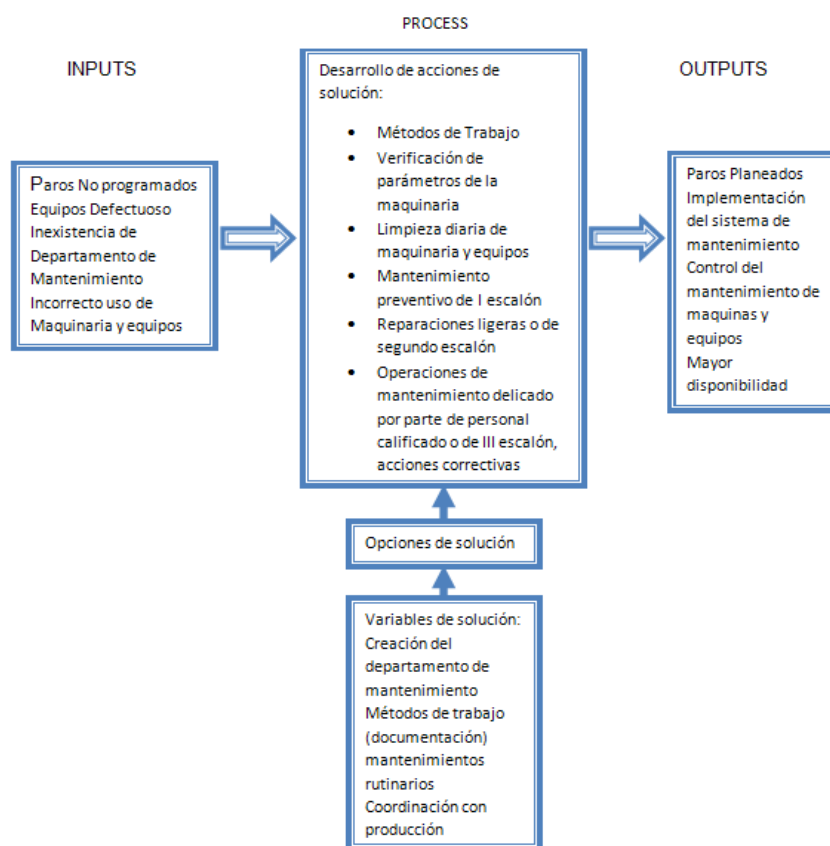 PROCESS
INPUTS
OUTPUTS
Paros No programados
Equipos Defectuoso
Inexistencia de
Departamento de
Mantenimiento
Incorrecto uso de
Maquinaria y equipos
Desarrollo de acciones de
solución:
• Métodos de Trabajo
• Verificación de
parámetros de la
maquinaria
• Limpieza diaria de
maquinaria y equipos
• Mantenimiento
preventivo de I escalón
• Reparaciones ligeras o de
segundo escalón
• Operaciones de
mantenimiento delicado
por parte de personal
calificado o de III escalón,
acciones correctivas
Paros Planeados
Implementación
del sistema de
mantenimiento
Control del
mantenimiento de
maquinas y
equipos
Mayor
disponibilidad
Opciones de solución
Variables de solución:
Creación del
departamento de
mantenimiento
Métodos de trabajo
(documentación)
mantenimientos
rutinarios
Coordinación con
producción